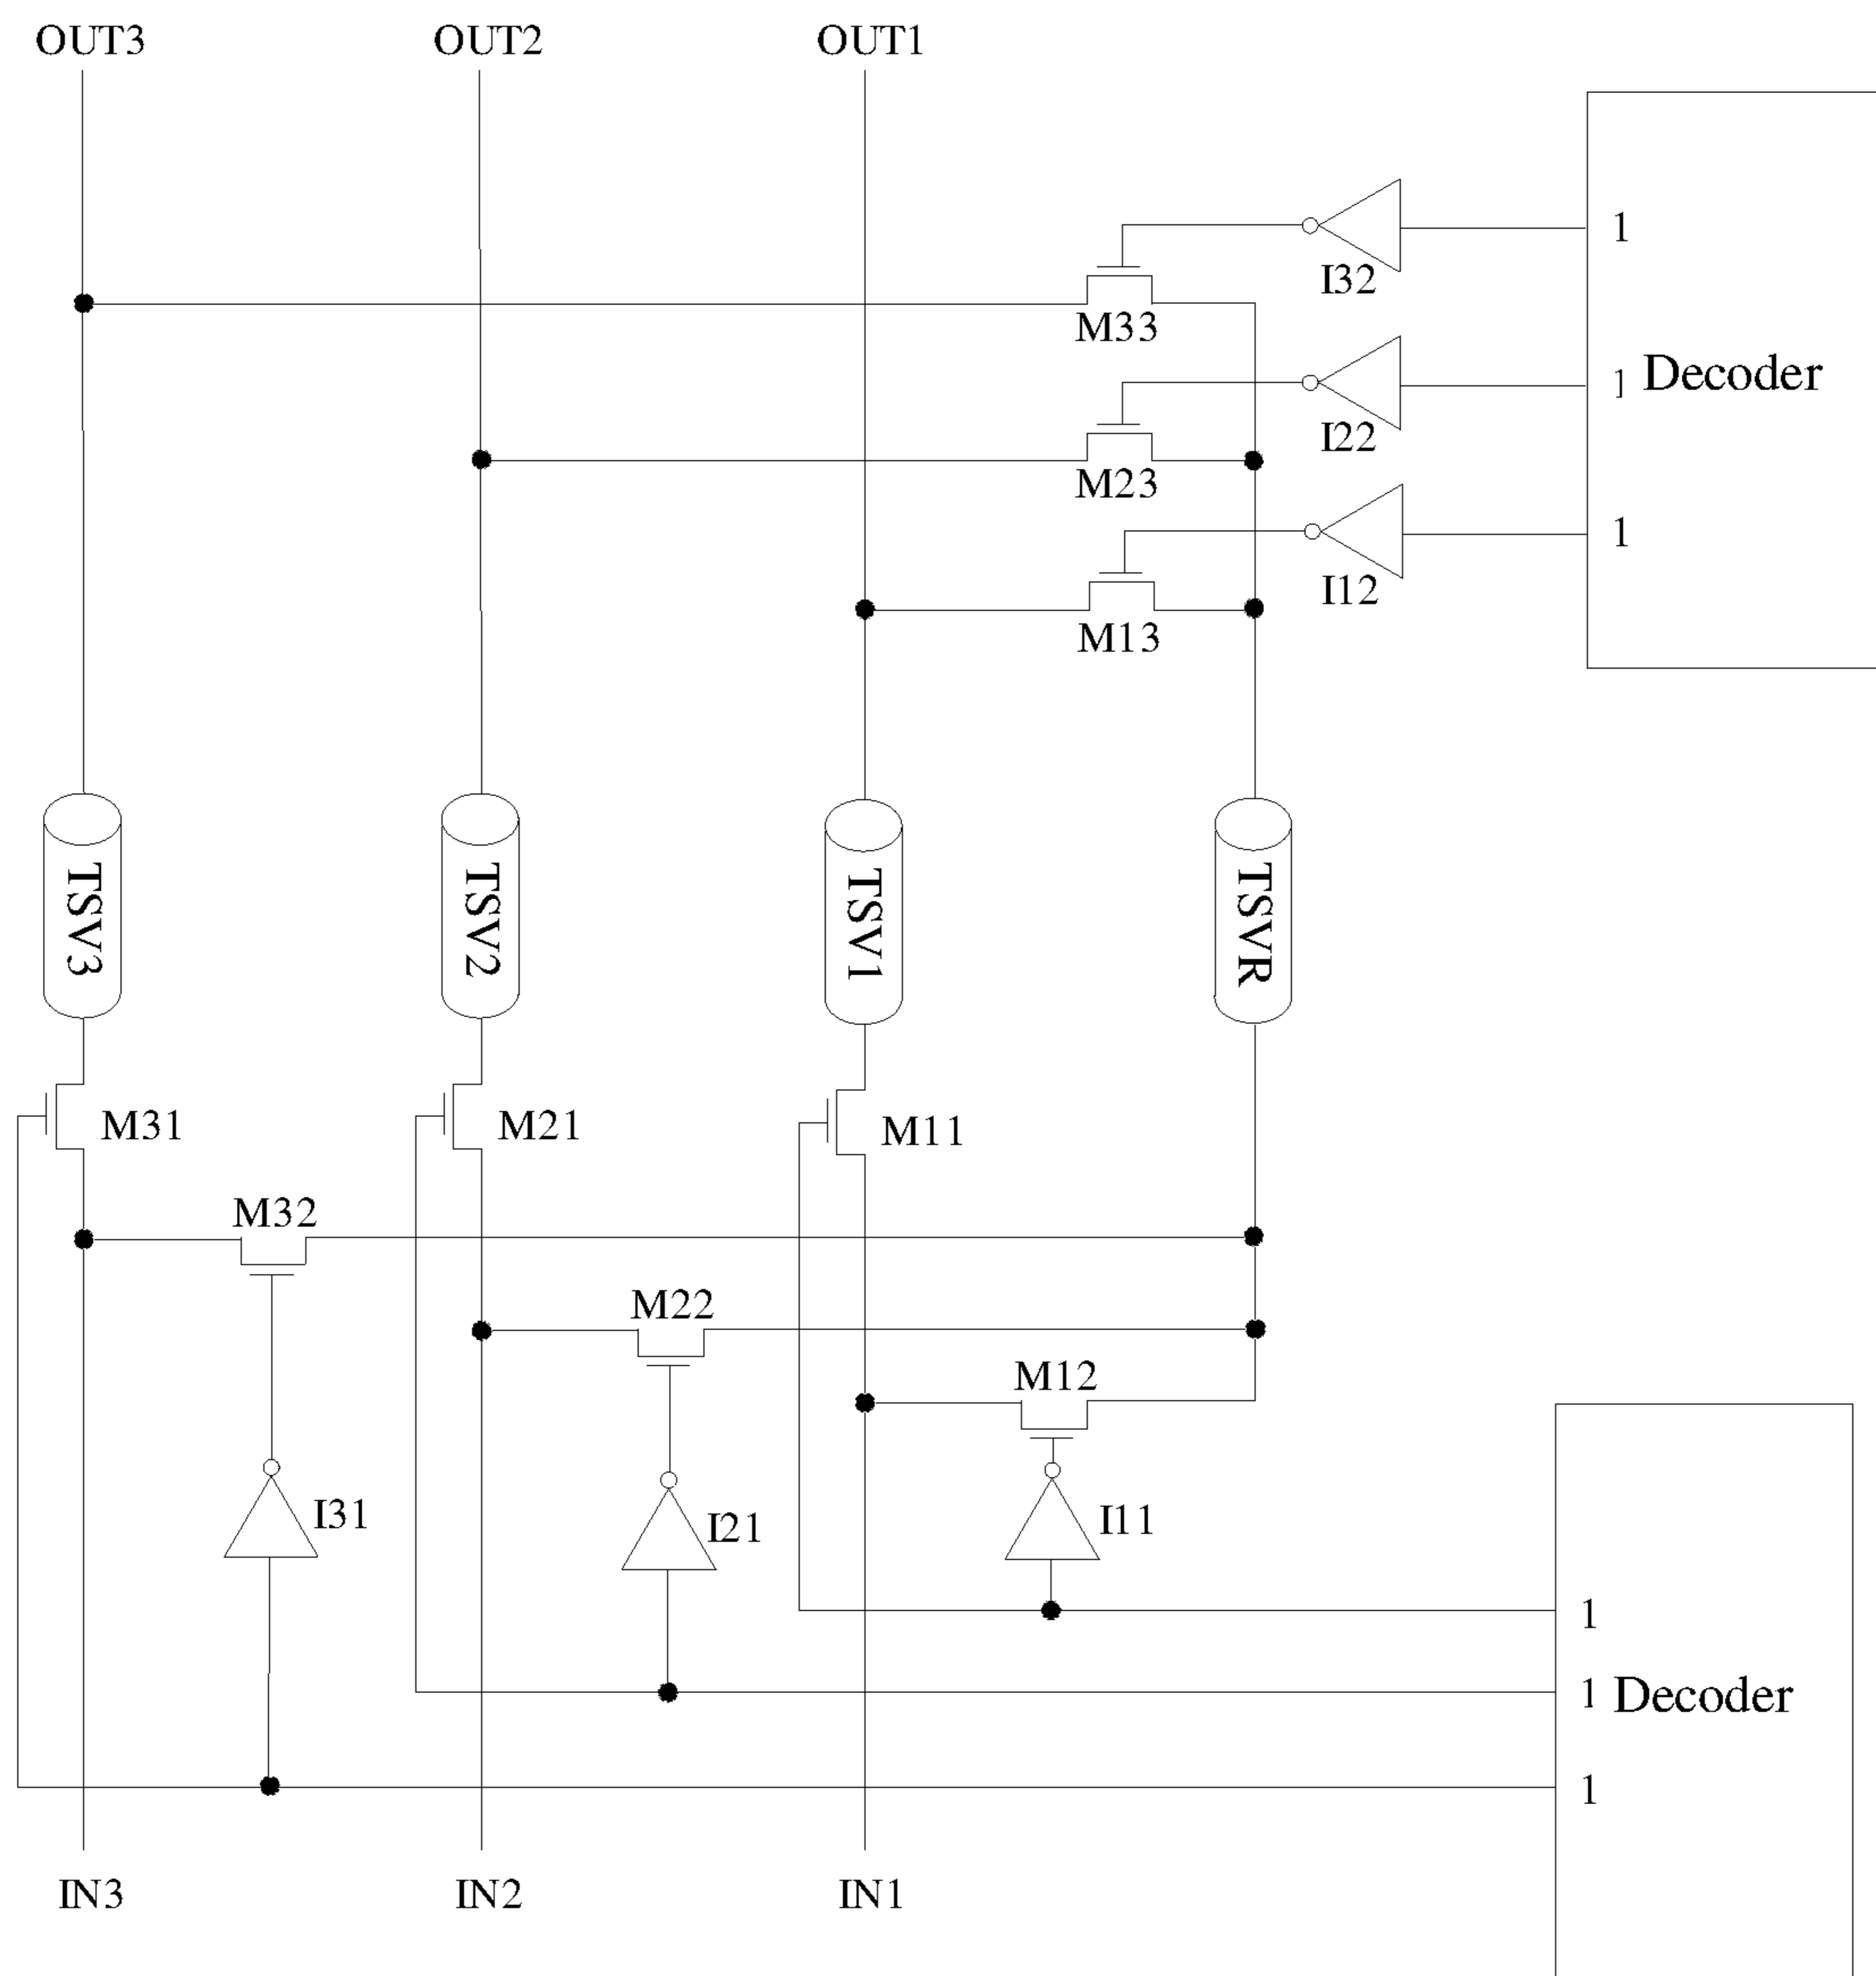 OUT3 OUT2 OUT1
1
I32
M33
1 Decoder
I22
M23
1
I12
M13
TSV3 TSV2 TSV1 TSVR
M31 M21 M11
M32
M22
M12
I31 I21 I11
1
1 Decoder
1
IN3 IN2 IN1